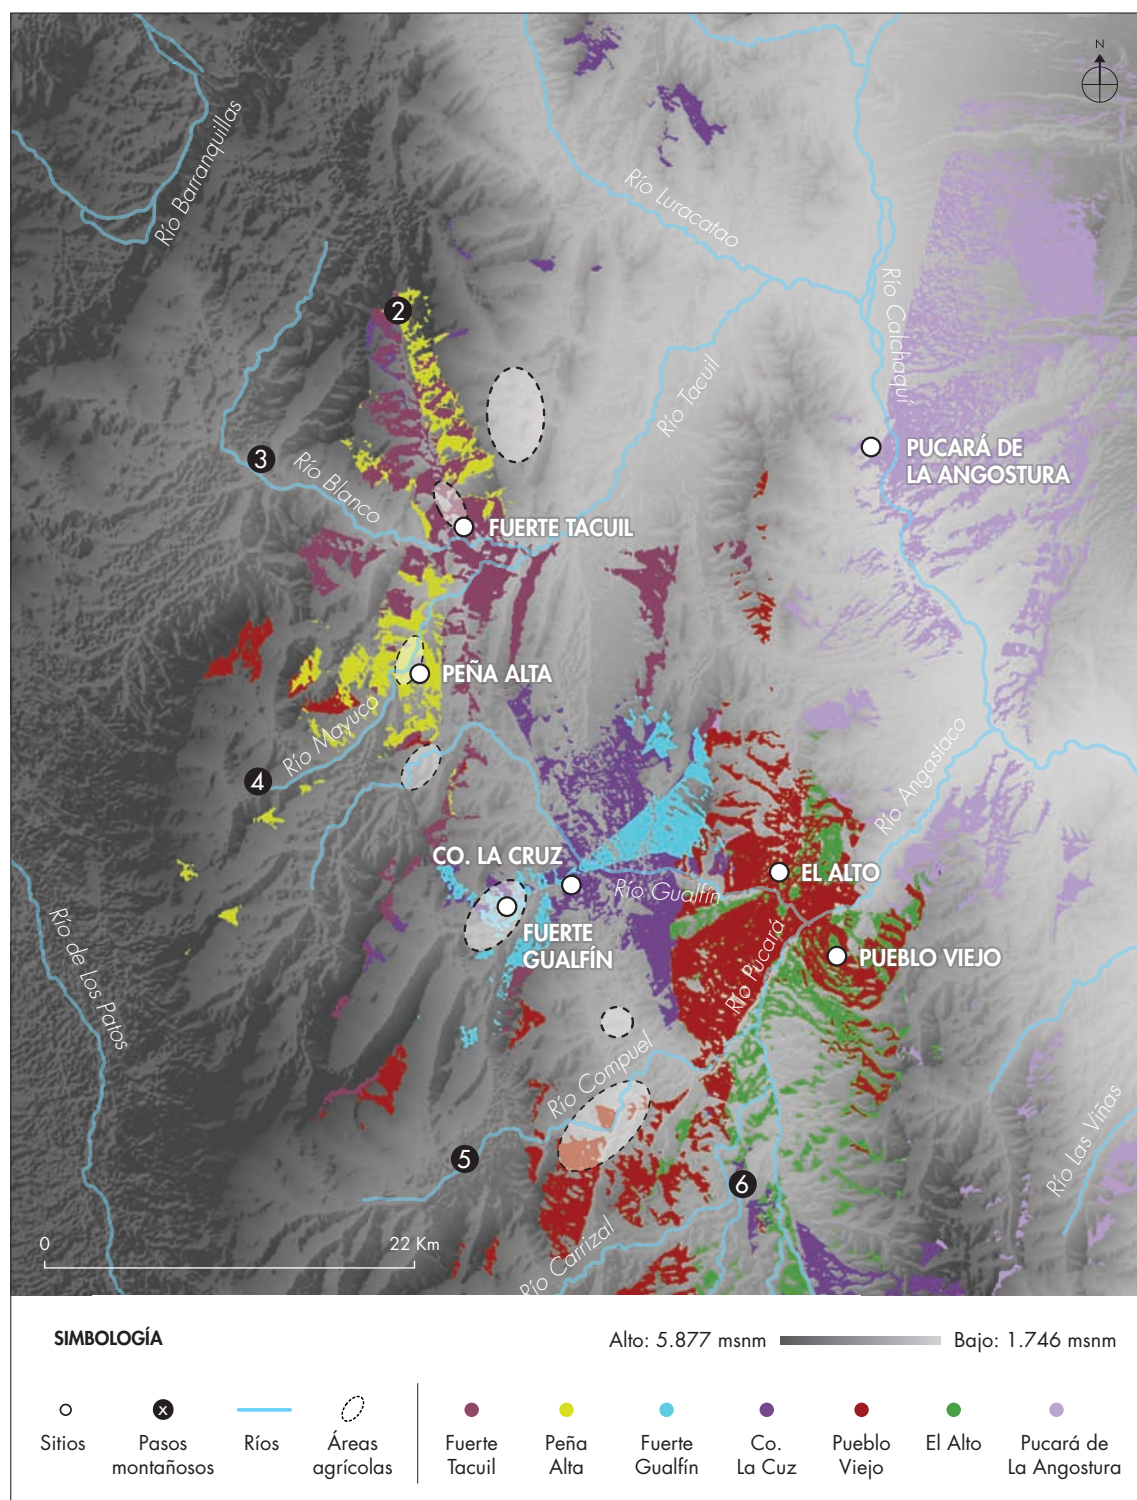 N
Río Barranquillas
Río Luracatao
Río Calchaquí
2
Río Tacuil
3
Río Blanco
PUCARÁ DE
LA ANGOSTURA
FUERTE TACUIL
PEÑA ALTA
Río Mayuco
4
Río Angastaco
CO. LA CRUZ
EL ALTO
Río Gualfín
FUERTE
GUALFÍN
Río Pucará
PUEBLO VIEJO
Río de Los Patos
Río Compuel
5
6
Río Las Viñas
Río Carrizal
0
22 Km
SIMBOLOGÍA
Alto: 5.877 msnm
Bajo: 1.746 msnm
x
Sitios
Pasos
montañosos
Ríos
Áreas
agrícolas
Fuerte
Tacuil
Peña
Alta
Fuerte
Gualfín
Co.
La Cuz
Pueblo
Viejo
El Alto
Pucará de
La Angostura